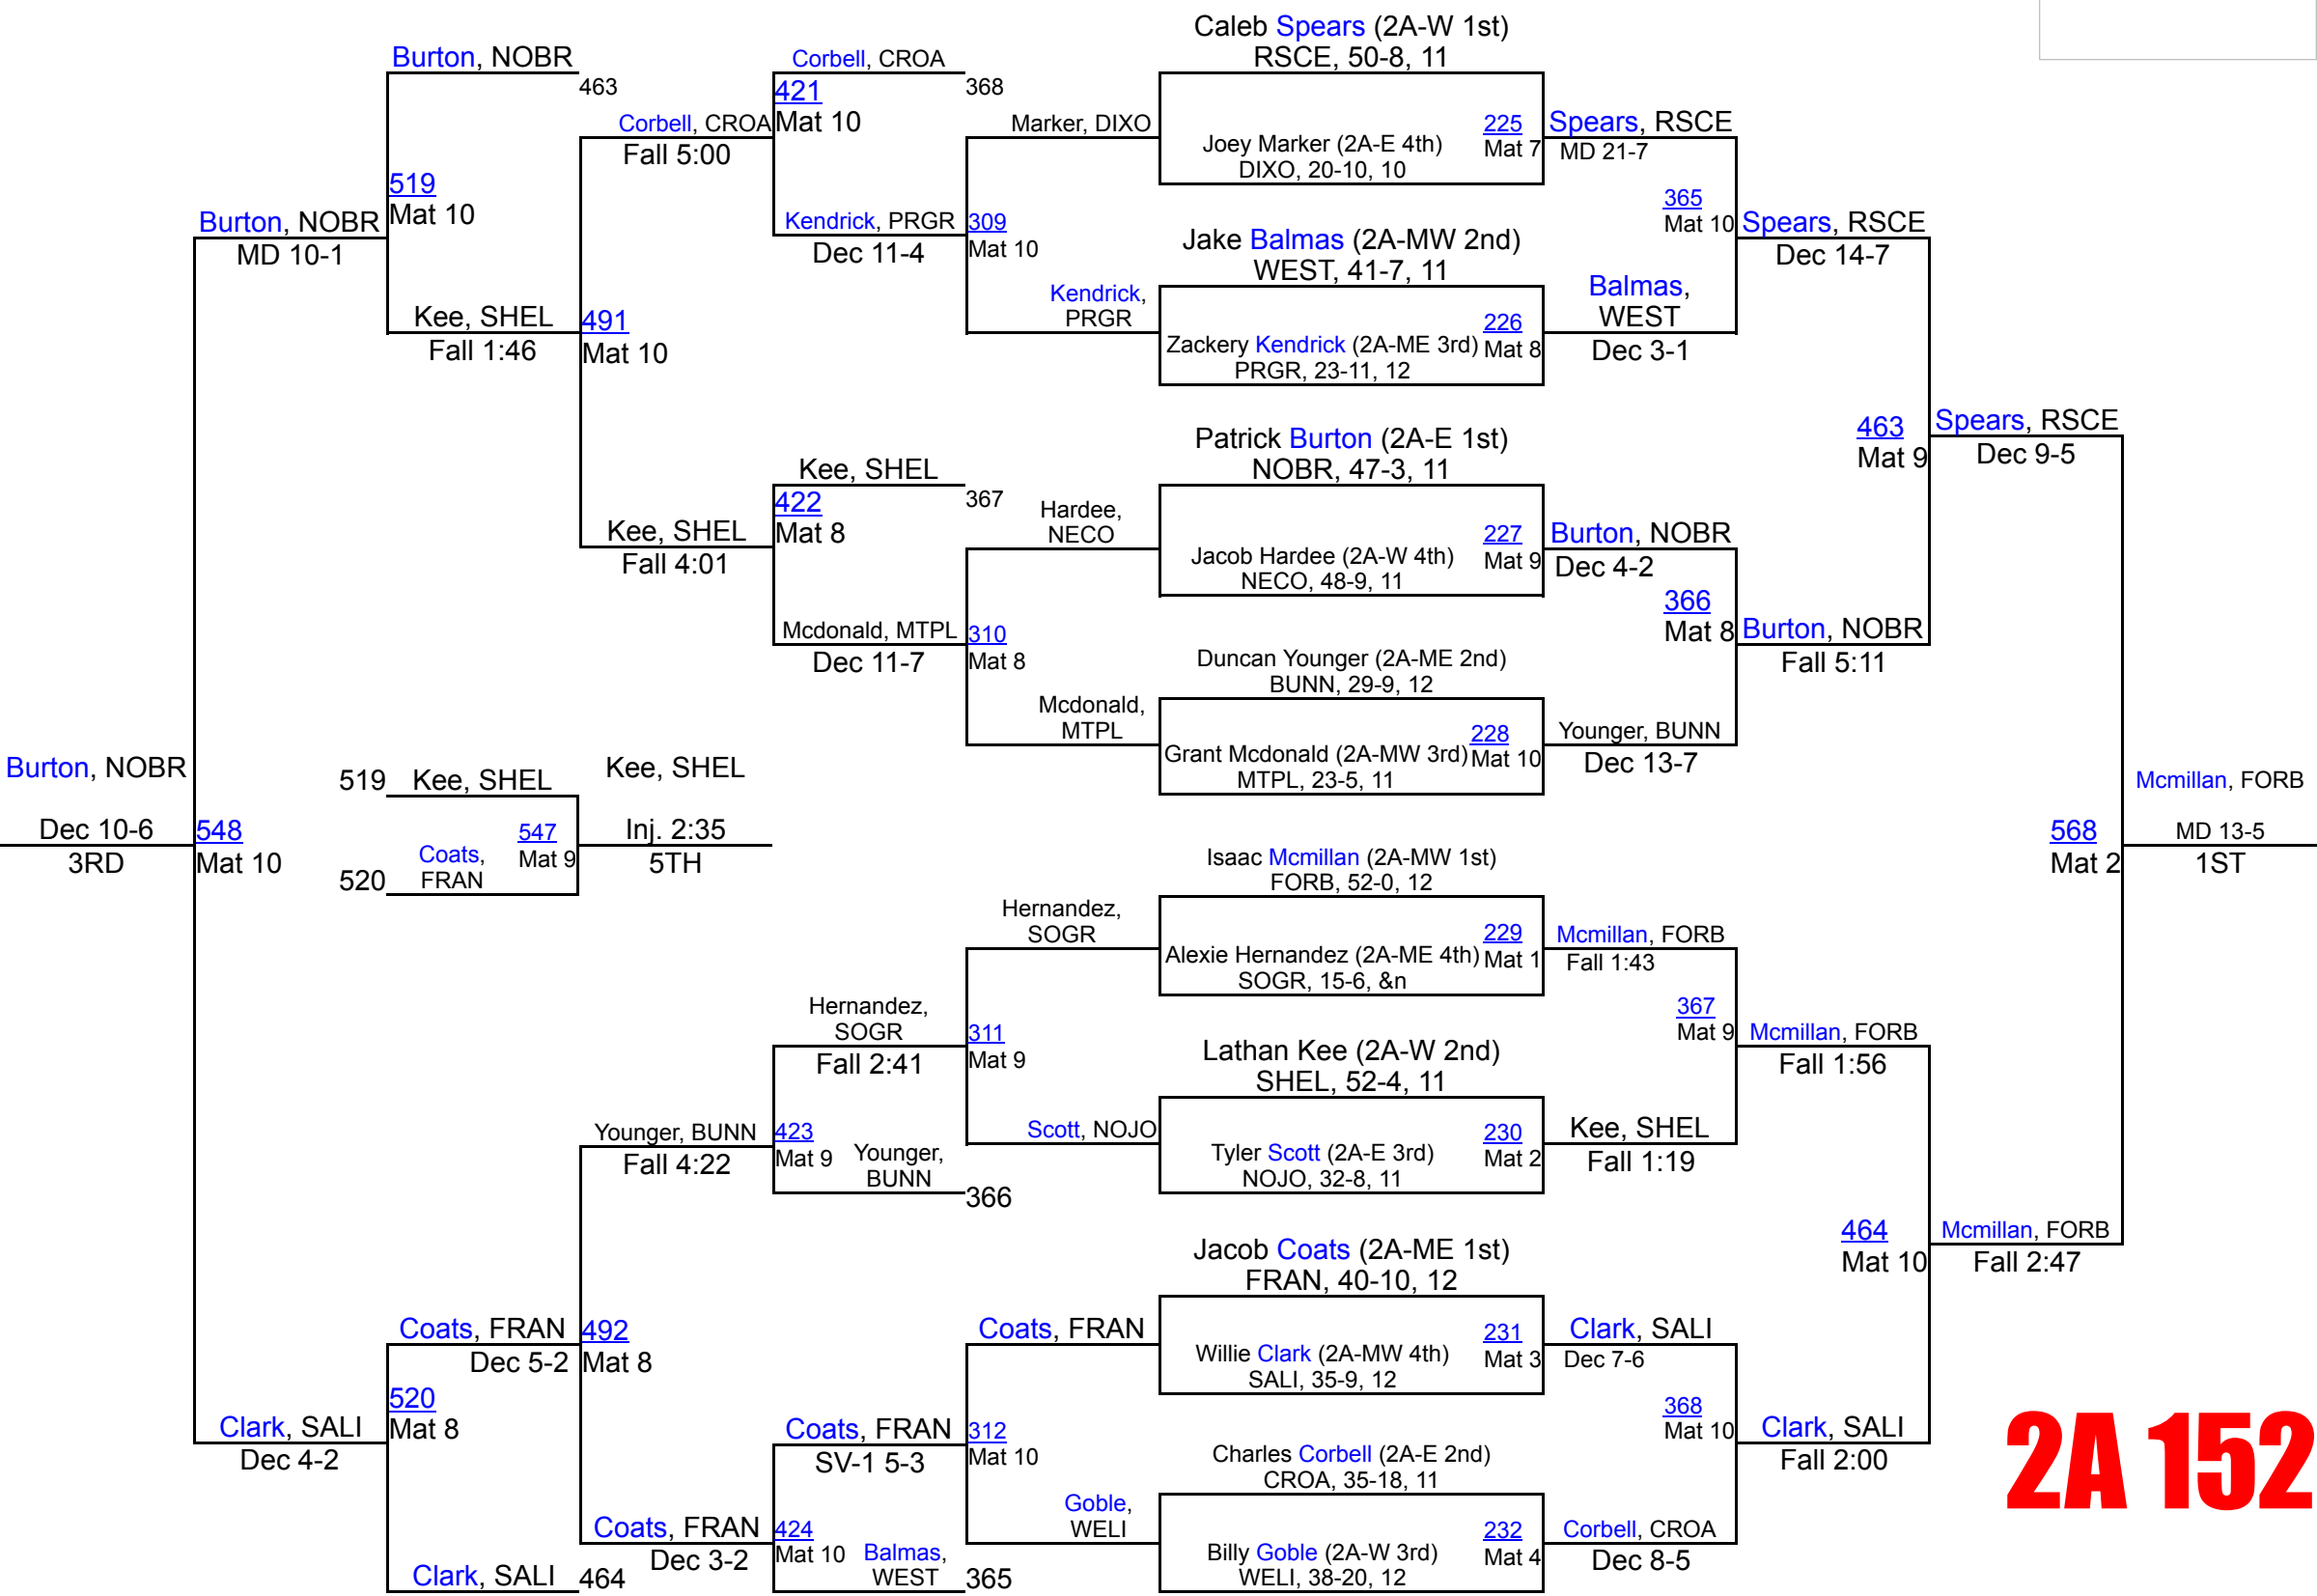 Caleb Spears (2A-W 1st)
RSCE, 50-8, 11
Burton, NOBR
463
Corbell, CROA
368
421
Mat 10
Corbell, CROA
Fall 5:00
Marker, DIXO
Joey Marker (2A-E 4th)
DIXO, 20-10, 10
225
Mat 7
Spears, RSCE
MD 21-7
519
Mat 10
Burton, NOBR
MD 10-1
Kendrick, PRGR
Dec 11-4
309
Mat 10
Jake Balmas (2A-MW 2nd)
WEST, 41-7, 11
365
Mat 10
Spears, RSCE
Dec 14-7
Kee, SHEL
Fall 1:46
491
Mat 10
Kendrick,
PRGR
Zackery Kendrick (2A-ME 3rd)
PRGR, 23-11, 12
226
Mat 8
Balmas,
WEST
Dec 3-1
Patrick Burton (2A-E 1st)
NOBR, 47-3, 11
463
Mat 9
Spears, RSCE
Dec 9-5
Kee, SHEL
367
422
Mat 8
Kee, SHEL
Fall 4:01
Hardee,
NECO
Jacob Hardee (2A-W 4th)
NECO, 48-9, 11
227
Mat 9
Burton, NOBR
Dec 4-2
366
Mat 8
Burton, NOBR
Fall 5:11
Mcdonald, MTPL
Dec 11-7
310
Mat 8
Duncan Younger (2A-ME 2nd)
BUNN, 29-9, 12
Mcdonald,
MTPL
Grant Mcdonald (2A-MW 3rd)
MTPL, 23-5, 11
228
Mat 10
Younger, BUNN
Dec 13-7
Burton, NOBR
Dec 10-6
3RD
548
Mat 10
519
Kee, SHEL
520
Coats,
FRAN
547
Mat 9
Kee, SHEL
Inj. 2:35
5TH
568
Mat 2
Mcmillan, FORB
MD 13-5
1ST
Isaac Mcmillan (2A-MW 1st)
FORB, 52-0, 12
Hernandez,
SOGR
Alexie Hernandez (2A-ME 4th)
SOGR, 15-6, &n
229
Mat 1
Mcmillan, FORB
Fall 1:43
Hernandez,
SOGR
Fall 2:41
311
Mat 9
Lathan Kee (2A-W 2nd)
SHEL, 52-4, 11
367
Mat 9
Mcmillan, FORB
Fall 1:56
Younger, BUNN
Fall 4:22
423
Mat 9
Younger,
BUNN
366
Scott, NOJO
Tyler Scott (2A-E 3rd)
NOJO, 32-8, 11
230
Mat 2
Kee, SHEL
Fall 1:19
Jacob Coats (2A-ME 1st)
FRAN, 40-10, 12
464
Mat 10
Mcmillan, FORB
Fall 2:47
Coats, FRAN
Dec 5-2
492
Mat 8
Coats, FRAN
Willie Clark (2A-MW 4th)
SALI, 35-9, 12
231
Mat 3
Clark, SALI
Dec 7-6
520
Mat 8
Clark, SALI
Dec 4-2
Coats, FRAN
SV-1 5-3
312
Mat 10
Charles Corbell (2A-E 2nd)
CROA, 35-18, 11
368
Mat 10
Clark, SALI
Fall 2:00
2A 152
Coats, FRAN
Dec 3-2
424
Mat 10
Balmas,
WEST
365
Goble,
WELI
Billy Goble (2A-W 3rd)
WELI, 38-20, 12
232
Mat 4
Corbell, CROA
Dec 8-5
Clark, SALI
464